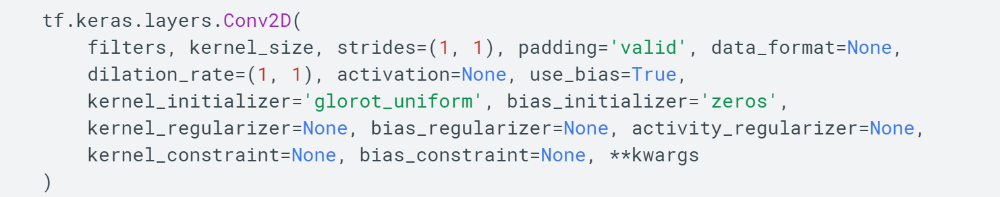 tf.keras.layers.Conv2D(
filters, kernel_size, strides=(1, 1), padding='valid', data_format=None,
dilation_rate=(1, 1), activation=None, use_bias=True,
kernel_initializer='glorot_uniform', bias_initializer='zeros',
kernel_regularizer=None, bias_regularizer=None, activity_regularizer=None,
kernel_constraint=None, bias_constraint=None, **kwargs
)